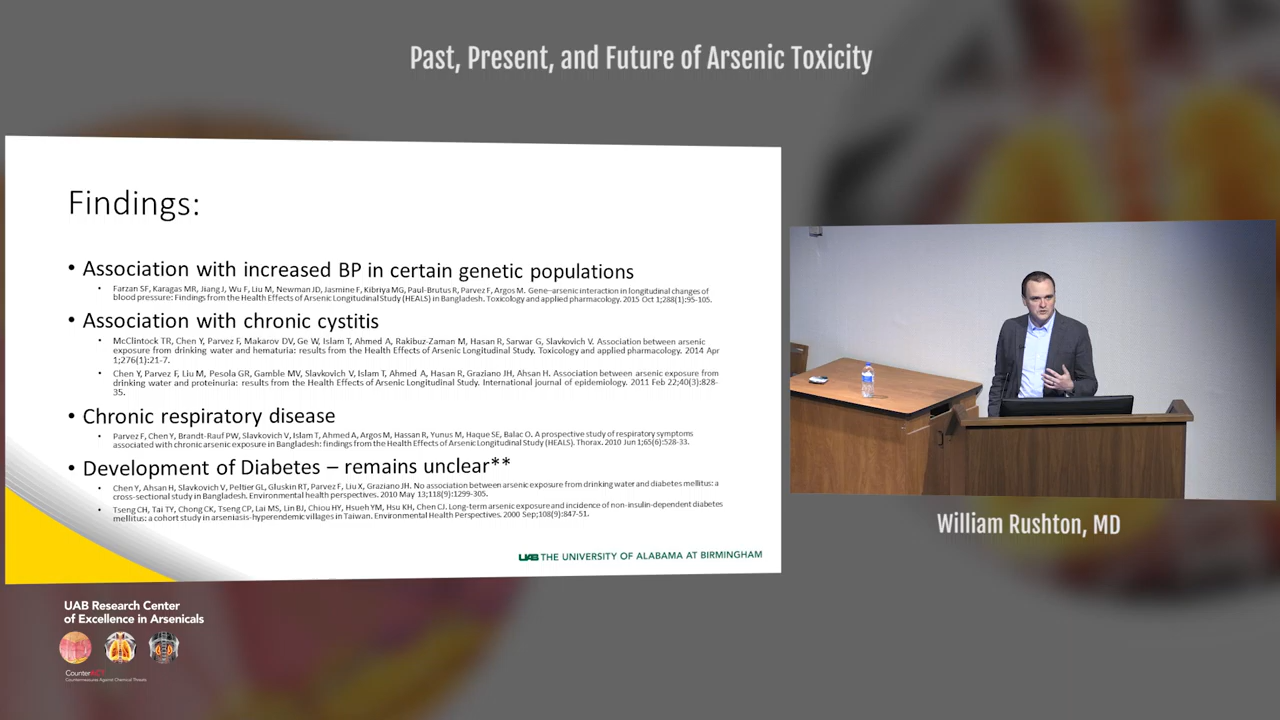 Past, Present, and Future of Arsenic Toxicity
Findings:
• Association with increased BP in certain genetic populations
• Farzan SF, Karagas MR, Jiang J, Wu F, Liu M, Newman JD, Jasmine F, Kibriya MG, Paul-Brutus R, Parvez F, Argos M. Gene–arsenic interaction in longitudinal changes of
blood pressure: Findings from the Health Effects of Arsenic Longitudinal Study (HEALS) in Bangladesh. Toxicology and applied pharmacology. 2015 Oct 1;288(1):95-105.
• Association with chronic cystitis
• McClintock TR, Chen Y, Parvez F, Makarov DV, Ge W, Islam T, Ahmed A, Rakibuz-Zaman M, Hasan R, Sarwar G, Slavkovich V. Association between arsenic
exposure from drinking water and hematuria: results from the Health Effects of Arsenic Longitudinal Study. Toxicology and applied pharmacology. 2014 Apr
1;276(1):21-7.
• Chen Y, Parvez F, Liu M, Pesola GR, Gamble MV, Slavkovich V, Islam T, Ahmed A, Hasan R, Graziano JH, Ahsan H. Association between arsenic exposure from
drinking water and proteinuria: results from the Health Effects of Arsenic Longitudinal Study. International journal of epidemiology. 2011 Feb 22;40(3):828-
35.
• Chronic respiratory disease
• Parvez F, Chen Y, Brandt-Rauf PW, Slavkovich V, Islam T, Ahmed A, Argos M, Hassan R, Yunus M, Haque SE, Balac O. A prospective study of respiratory symptoms
associated with chronic arsenic exposure in Bangladesh: findings from the Health Effects of Arsenic Longitudinal Study (HEALS). Thorax. 2010 Jun 1;65(6):528-33.
• Development of Diabetes – remains unclear**
• Chen Y, Ahsan H, Slavkovich V, Peltier GL, Gluskin RT, Parvez F, Liu X, Graziano JH. No association between arsenic exposure from drinking water and diabetes mellitus: a
cross-sectional study in Bangladesh. Environmental health perspectives. 2010 May 13;118(9):1299-305.
• Tseng CH, Tai TY, Chong CK, Tseng CP, Lai MS, Lin BJ, Chiou HY, Hsueh YM, Hsu KH, Chen CJ. Long-term arsenic exposure and incidence of non-insulin-dependent diabetes
mellitus: a cohort study in arseniasis-hyperendemic villages in Taiwan. Environmental Health Perspectives. 2000 Sep;108(9):847-51.
UAB THE UNIVERSITY OF ALABAMA AT BIRMINGHAM
William Rushton, MD
UAB Research Center
of Excellence in Arsenicals
CounterACT
Countermeasures Against Chemical Threats